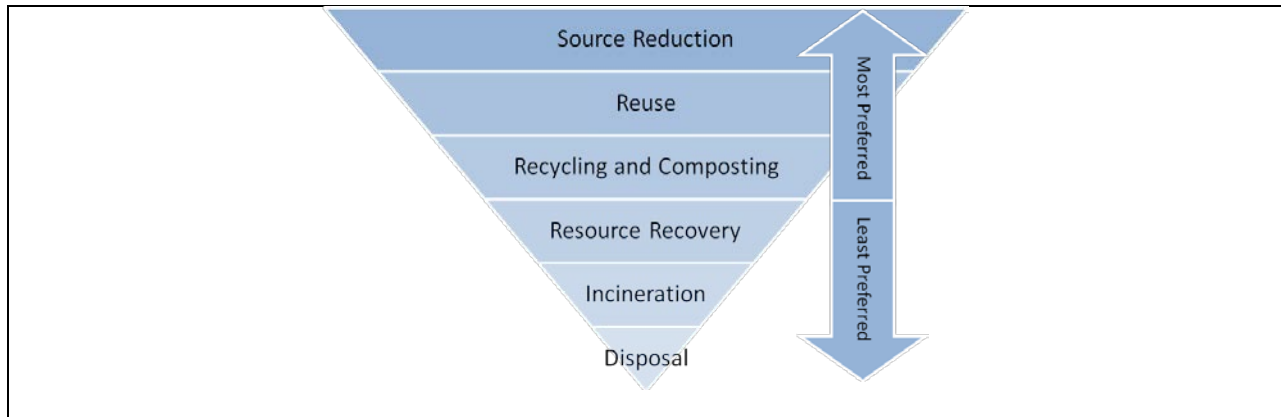 Source Reduction
Reuse
Recycling and Composting
Resource Recovery
Incineration
Disposal
Most Preferred
Least Preferred